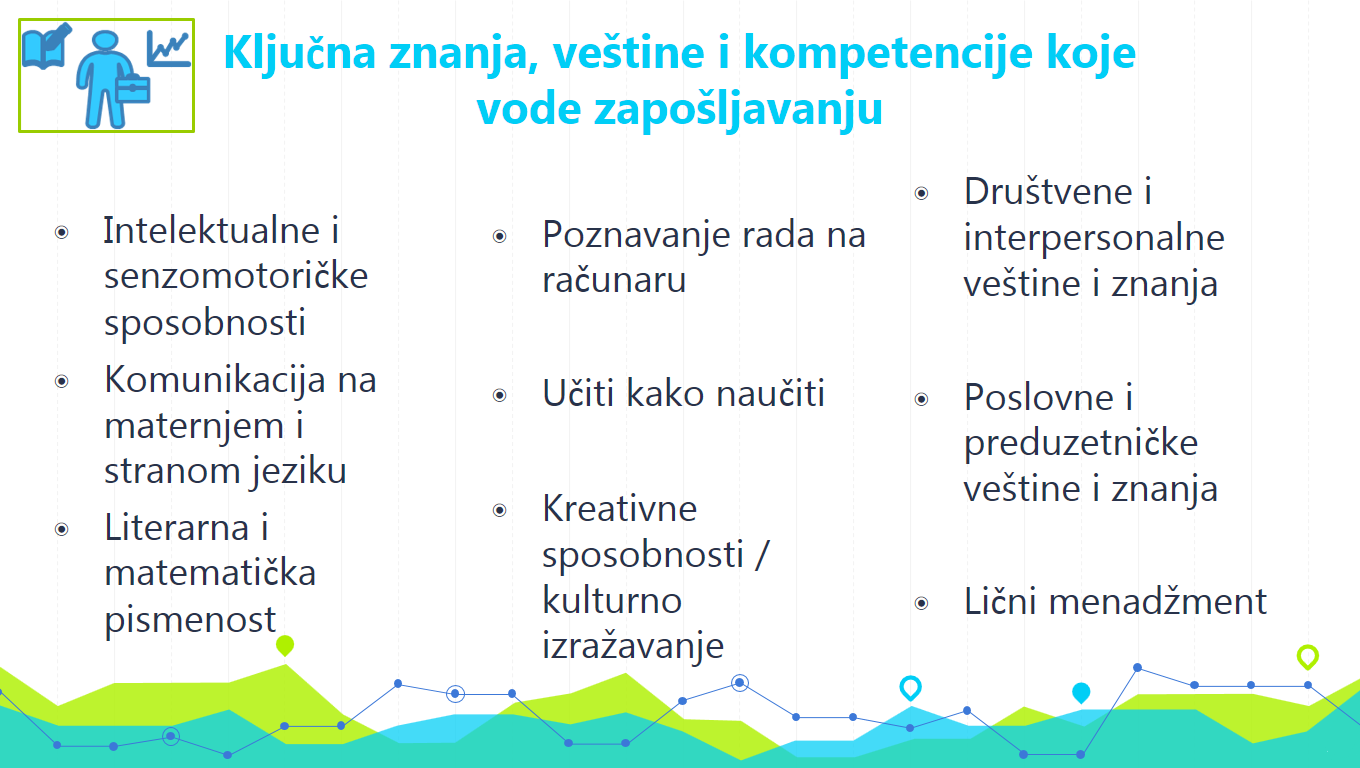 Ključna znanja, veštine i kompetencije koje
vode zapošljavanju
Intelektualne i
senzomotoričke
sposobnosti
Komunikacija na
maternjem i
stranom jeziku
Literarna i
matematička
pismenost
Poznavanje rada na
računaru
Učiti kako naučiti
Kreativne
sposobnosti /
kulturno
izražavanje
Društvene i
interpersonalne
veštine i znanja
Poslovne i
preduzetničke
veštine i znanja
Lični menadžment